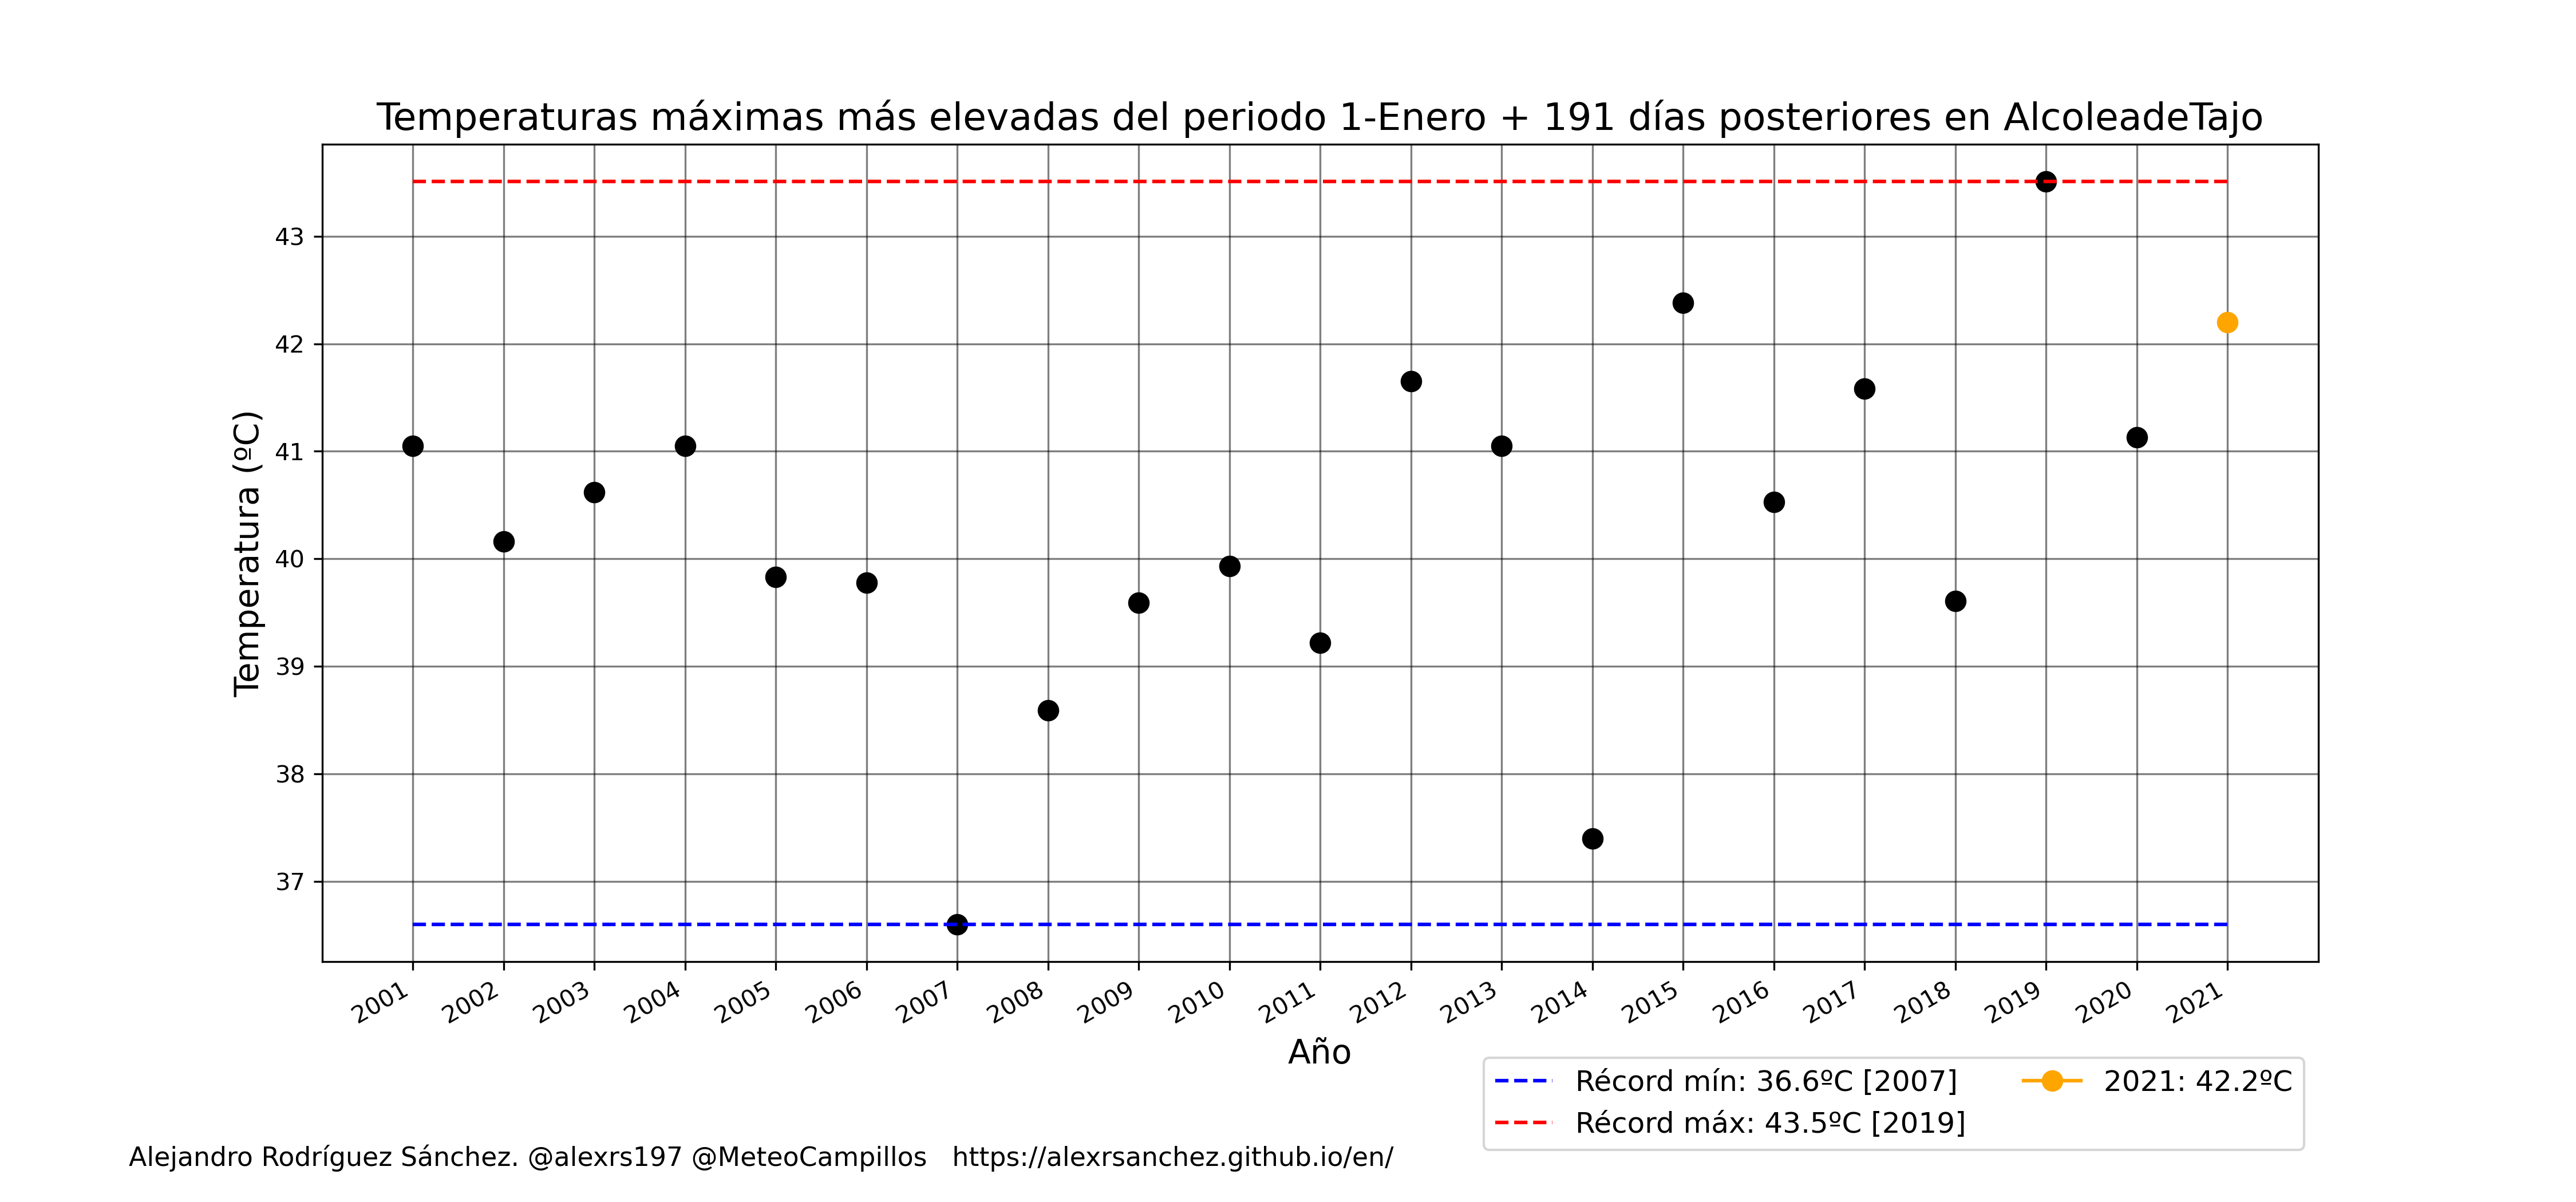 Temperaturas máximas más elevadas del periodo 1-Enero + 191 días posteriores en AlcoleadeTajo
Temperatura (ºC)
43
42
41
40
39
38
37
2001 2002 2003 2004 2005 2006 2007 2008 2009 2010 2011 2012 2013 2014 2015 2016 2017 2018 2019 2020 2021
Año
Récord mín: 36.6ºC [2007]
Récord máx: 43.5ºC [2019]
2021: 42.2ºC
Alejandro Rodríguez Sánchez. @alexrs197 @MeteoCampillos https://alexrsanchez.github.io/en/